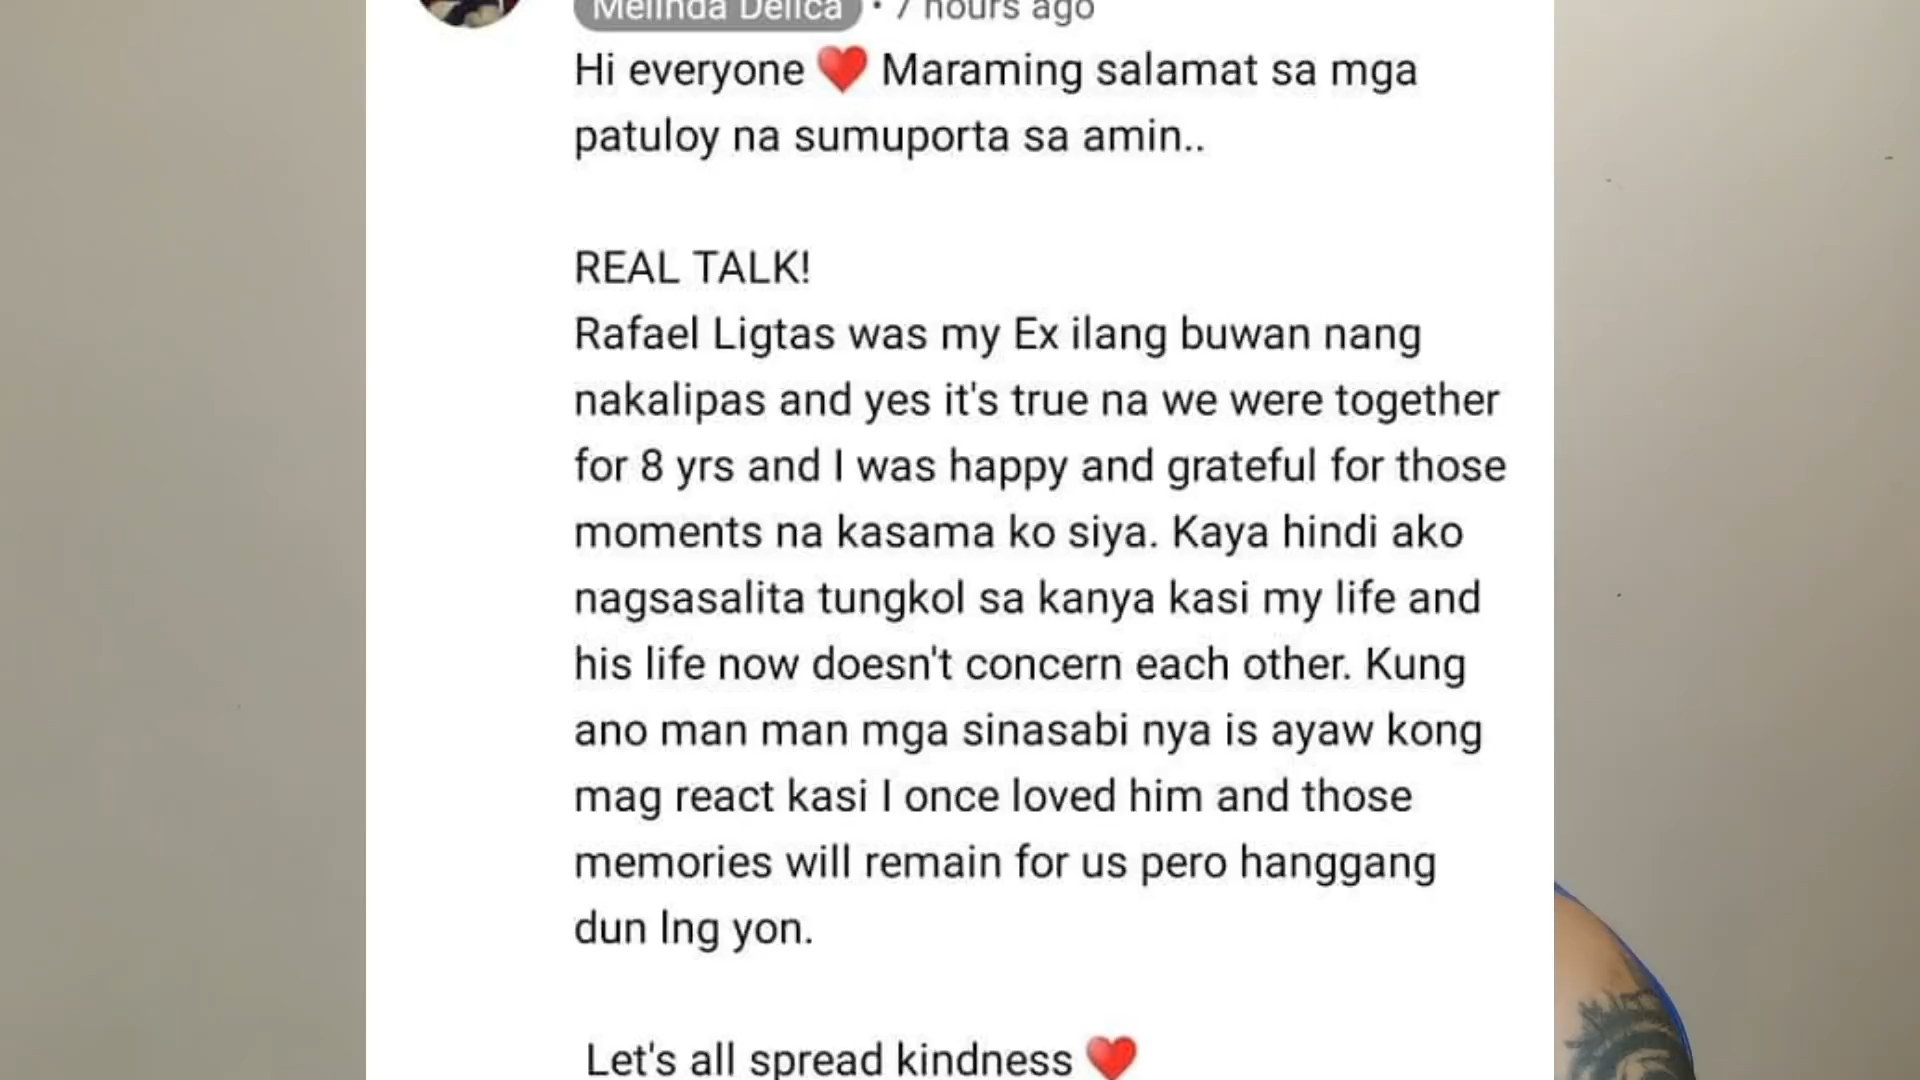 Melinda Delica • 7 hours ago
Hi everyone ❤️ Maraming salamat sa mga
patuloy na sumuporta sa amin..
REAL TALK!
Rafael Ligtas was my Ex ilang buwan nang
nakalipas and yes it's true na we were together
for 8 yrs and I was happy and grateful for those
moments na kasama ko siya. Kaya hindi ako
nagsasalita tungkol sa kanya kasi my life and
his life now doesn't concern each other. Kung
ano man man mga sinasabi nya is ayaw kong
mag react kasi I once loved him and those
memories will remain for us pero hanggang
dun lng yon.
Let's all spread kindness ❤️